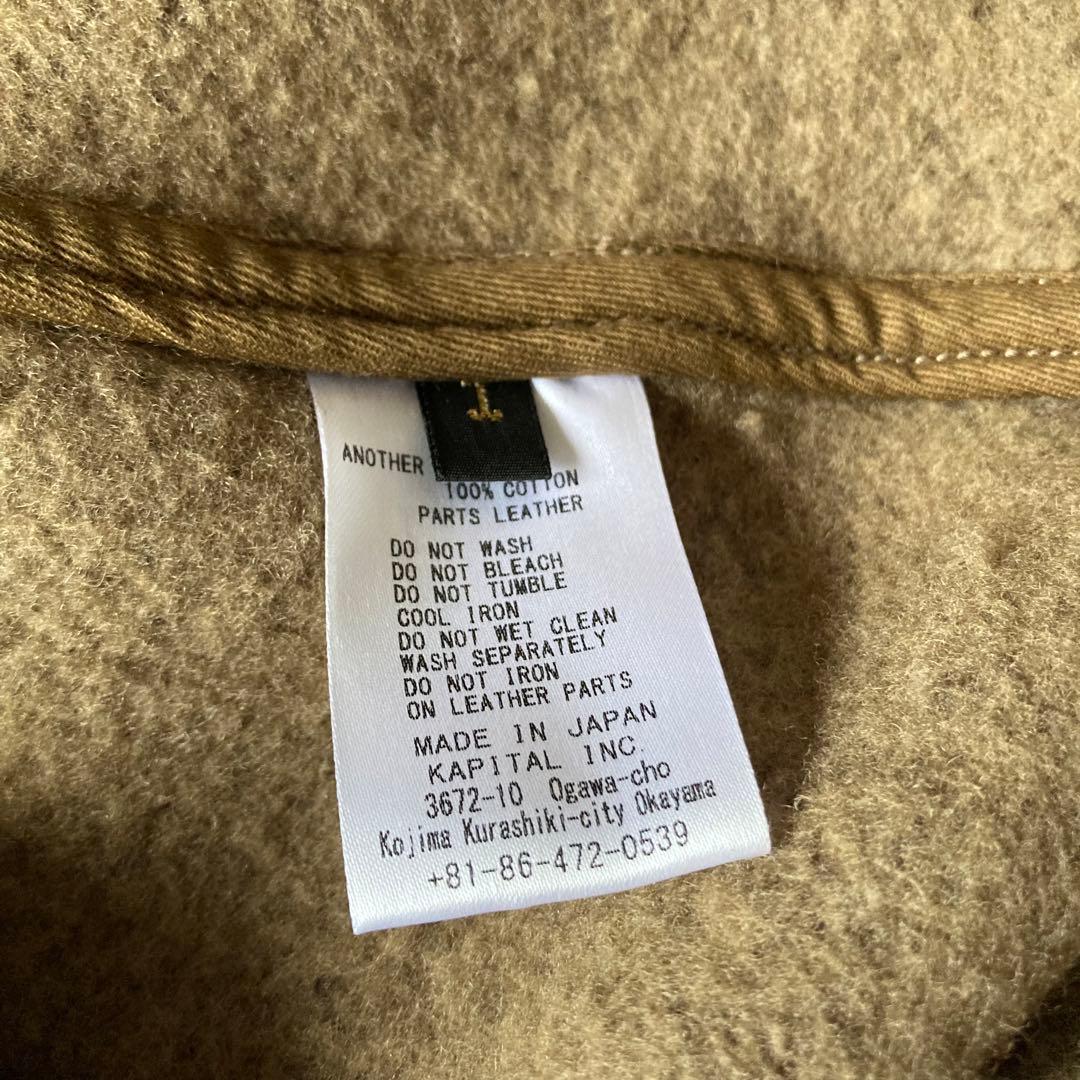 1
ANOTHER
100% COTTON
PARTS LEATHER
DO NOT WASH
DO NOT BLEACH
DO NOT TUMBLE
COOL IRON
DO NOT WET CLEAN
WASH SEPARATELY
DO NOT IRON
ON LEATHER PARTS
MADE IN JAPAN
KAPITAL INC.
3672-10 Ogawa-cho
Kojima Kurashiki-city Okayama
+81-86-472-0539